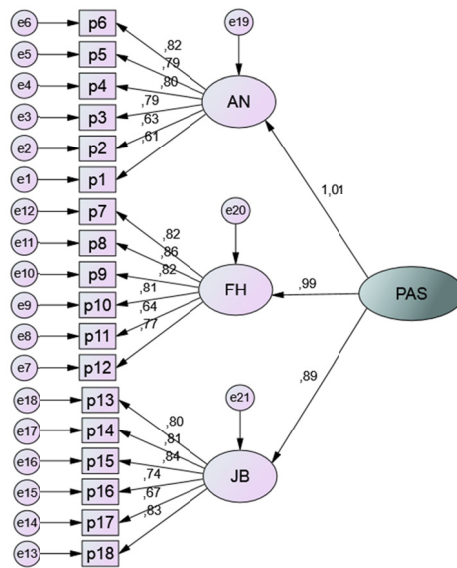 e6 p6
e5 p5
e4 p4
e3 p3
e2 p2
e1 p1
,82
,79
,80
,79
,63
,61
e19
AN
1,01
e12 p7
e11 p8
e10 p9
e9 p10
e8 p11
e7 p12
,82
,86
,82
,81
,64
,77
e20
FH
,99
PAS
e18 p13
e17 p14
e16 p15
e15 p16
e14 p17
e13 p18
,80
,81
,84
,74
,67
,83
e21
JB
,89